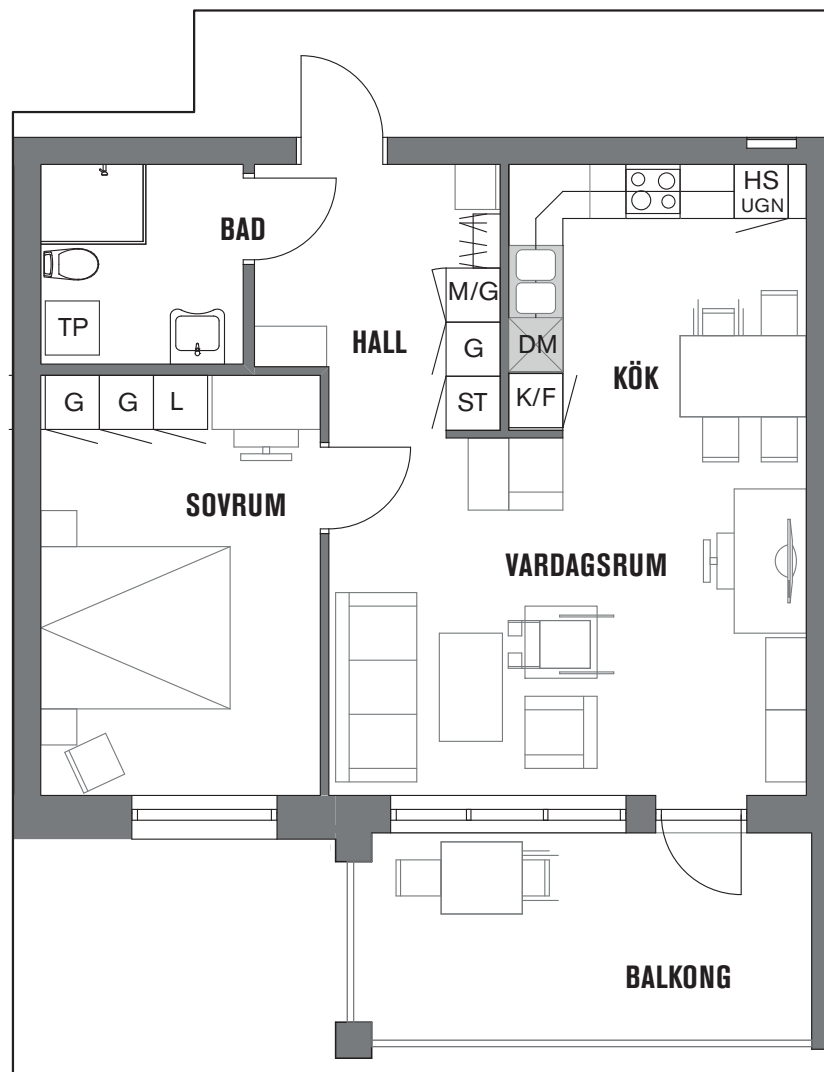 HS
UGN
BAD
M/G
TP
HALL
G
DM
KÖK
G
G
L
ST
K/F
SOVRUM
VARDAGSRUM
BALKONG